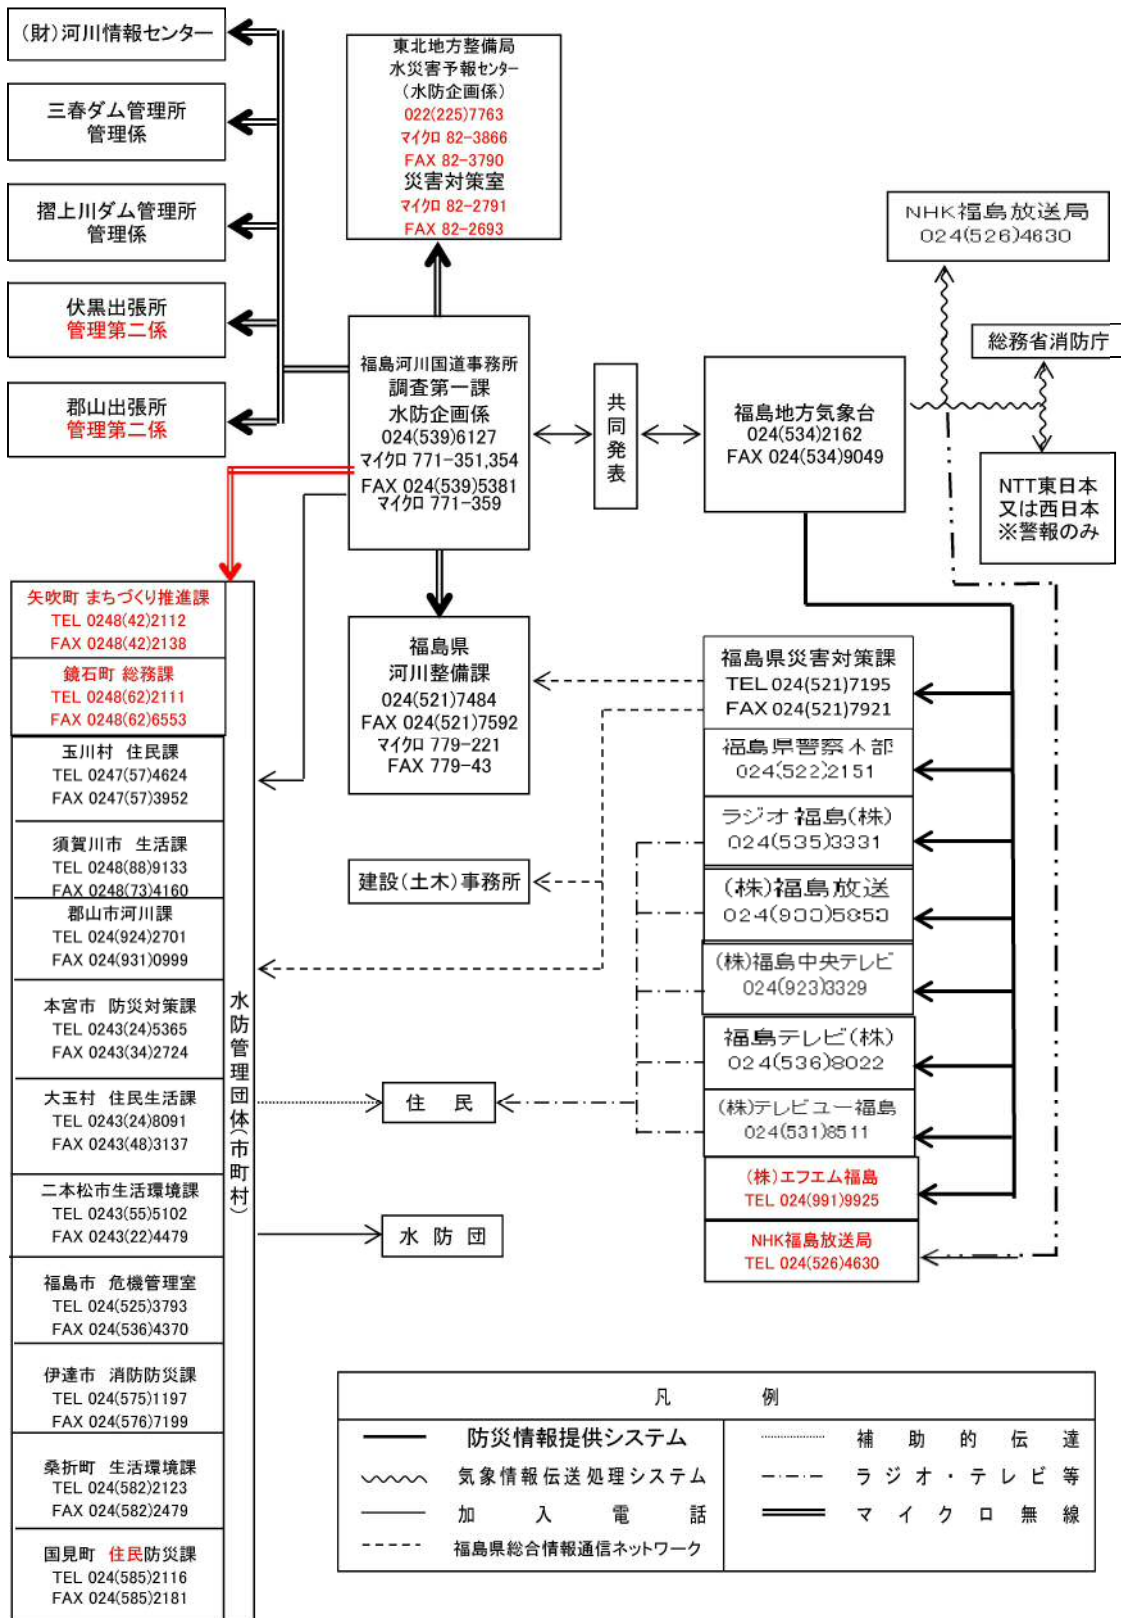 (財)河川情報センター
三春ダム管理所
管理係
摺上川ダム管理所
管理係
伏黒出張所
管理第二係
郡山出張所
管理第二係
東北地方整備局
水災害予報センター
(水防企画係)
022(225)7763
マイクロ 82-3866
FAX 82-3790
災害対策室
マイクロ 82-2791
FAX 82-2693
NHK福島放送局
024(526)4630
総務省消防庁
NTT東日本
又は西日本
※警報のみ
福島河川国道事務所
調査第一課
水防企画係
024(539)6127
マイクロ 771-351,354
FAX 024(539)5381
マイクロ 771-359
共同発表
福島地方気象台
024(534)2162
FAX 024(534)9049
福島県
河川整備課
024(521)7484
FAX 024(521)7592
マイクロ 779-221
FAX 779-43
建設(土木)事務所
福島県災害対策課
TEL 024(521)7195
FAX 024(521)7921
福島県警察本部
024(522)2151
ラジオ福島(株)
024(535)3331
(株)福島放送
024(933)5853
(株)福島中央テレビ
024(923)3329
福島テレビ(株)
024(536)8022
(株)テレビユー福島
024(531)8511
(株)エフエム福島
TEL 024(991)9925
NHK福島放送局
TEL 024(526)4630
矢吹町 まちづくり推進課
TEL 0248(42)2112
FAX 0248(42)2138
鏡石町 総務課
TEL 0248(62)2111
FAX 0248(62)6553
玉川村 住民課
TEL 0247(57)4624
FAX 0247(57)3952
須賀川市 生活課
TEL 0248(88)9133
FAX 0248(73)4160
郡山市河川課
TEL 024(924)2701
FAX 024(931)0999
本宮市 防災対策課
TEL 0243(24)5365
FAX 0243(34)2724
大玉村 住民生活課
TEL 0243(24)8091
FAX 0243(48)3137
二本松市生活環境課
TEL 0243(55)5102
FAX 0243(22)4479
福島市 危機管理室
TEL 024(525)3793
FAX 024(536)4370
伊達市 消防防災課
TEL 024(575)1197
FAX 024(576)7199
桑折町 生活環境課
TEL 024(582)2123
FAX 024(582)2479
国見町 住民防災課
TEL 024(585)2116
FAX 024(585)2181
水防管理団体(市町村)
住民
水防団
凡例
防災情報提供システム
気象情報伝送処理システム
加入電話
福島県総合情報通信ネットワーク
補助的伝達
ラジオ・テレビ等
マイクロ無線